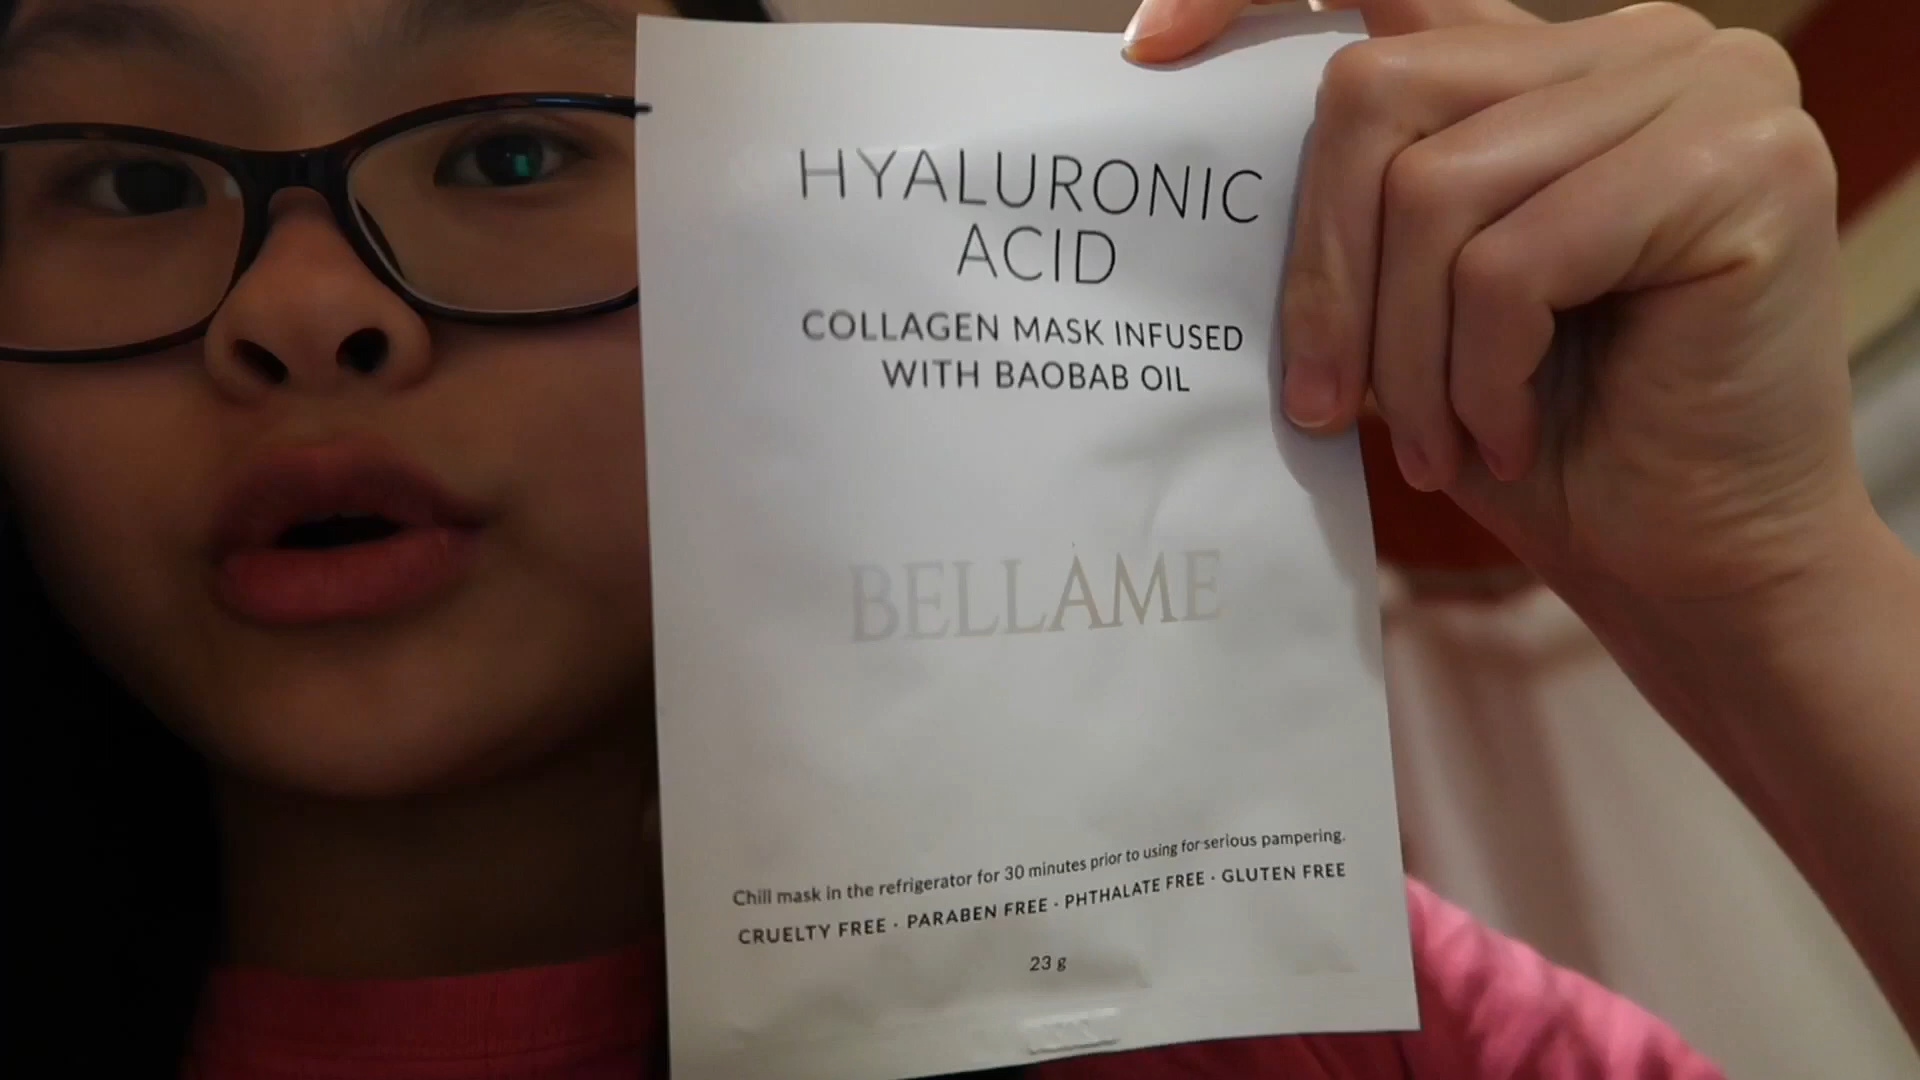 HYALURONIC
ACID
COLLAGEN MASK INFUSED
WITH BAOBAB OIL
BELLÂME
Chill mask in the refrigerator for 30 minutes prior to using for serious pampering.
CRUELTY FREE · PARABEN FREE · PHTHALATE FREE · GLUTEN FREE
23 g